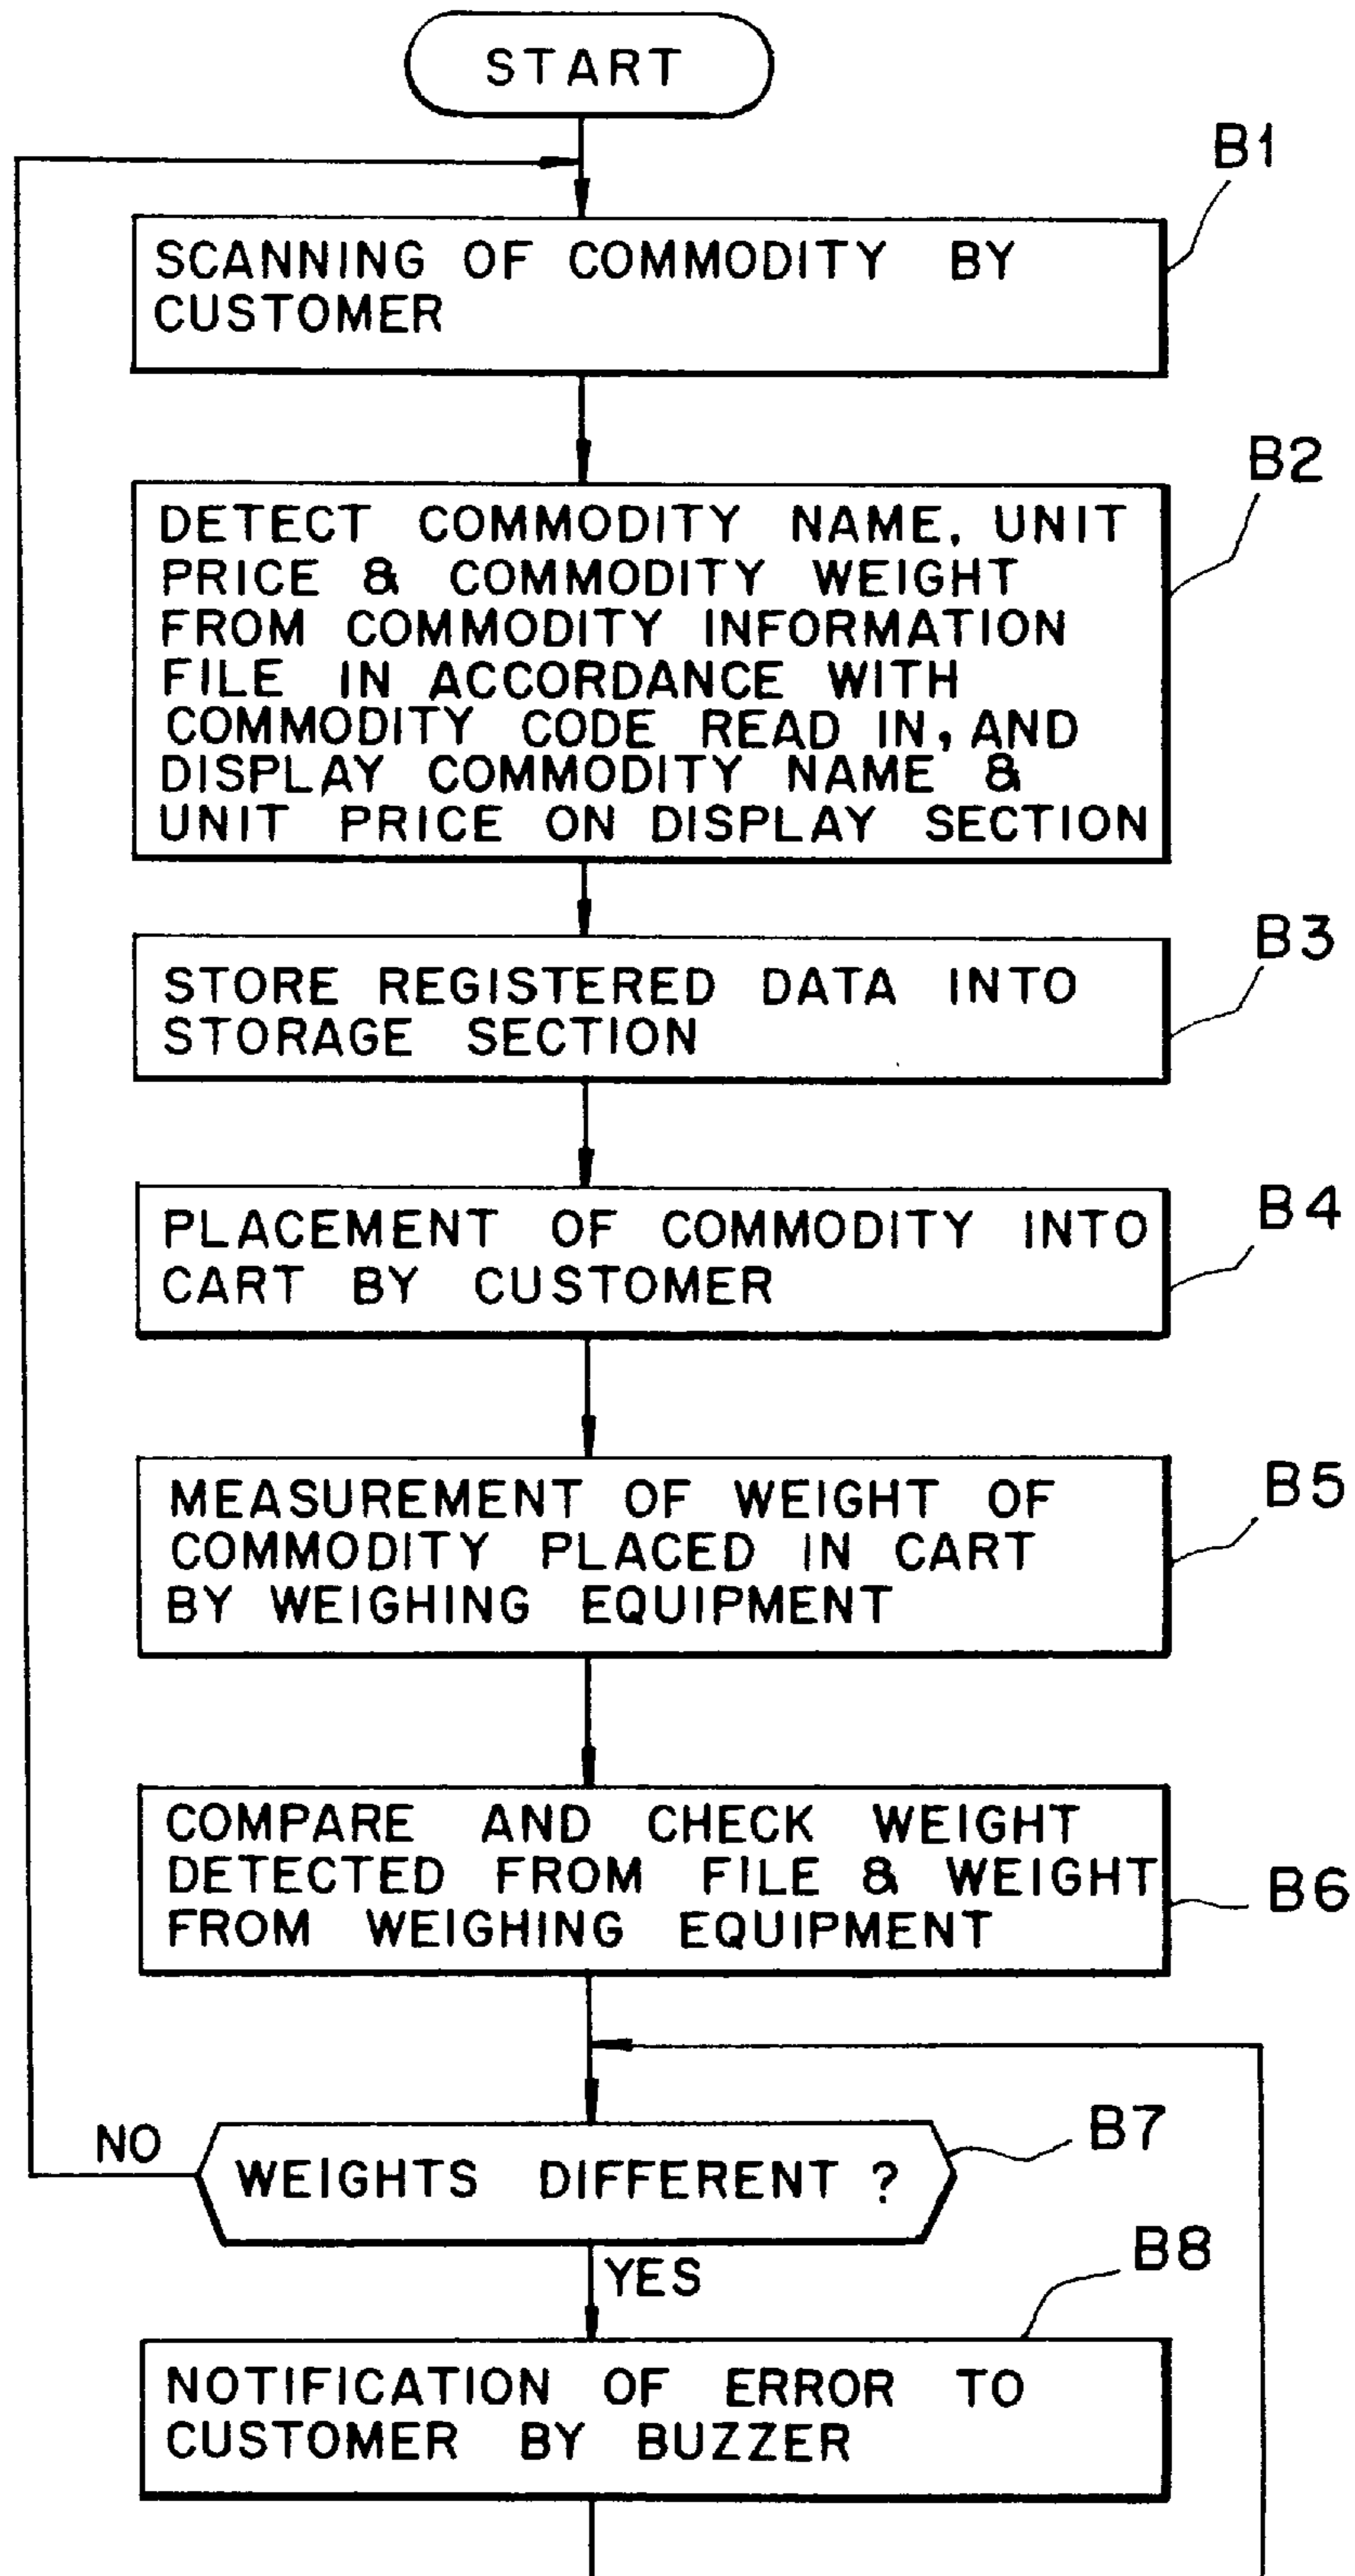 START
B1
SCANNING OF COMMODITY BY
CUSTOMER
B2
DETECT COMMODITY NAME, UNIT
PRICE & COMMODITY WEIGHT
FROM COMMODITY INFORMATION
FILE IN ACCORDANCE WITH
COMMODITY CODE READ IN, AND
DISPLAY COMMODITY NAME &
UNIT PRICE ON DISPLAY SECTION
B3
STORE REGISTERED DATA INTO
STORAGE SECTION
B4
PLACEMENT OF COMMODITY INTO
CART BY CUSTOMER
B5
MEASUREMENT OF WEIGHT OF
COMMODITY PLACED IN CART
BY WEIGHING EQUIPMENT
B6
COMPARE AND CHECK WEIGHT
DETECTED FROM FILE & WEIGHT
FROM WEIGHING EQUIPMENT
B7
NO
WEIGHTS DIFFERENT ?
B8
YES
NOTIFICATION OF ERROR TO
CUSTOMER BY BUZZER